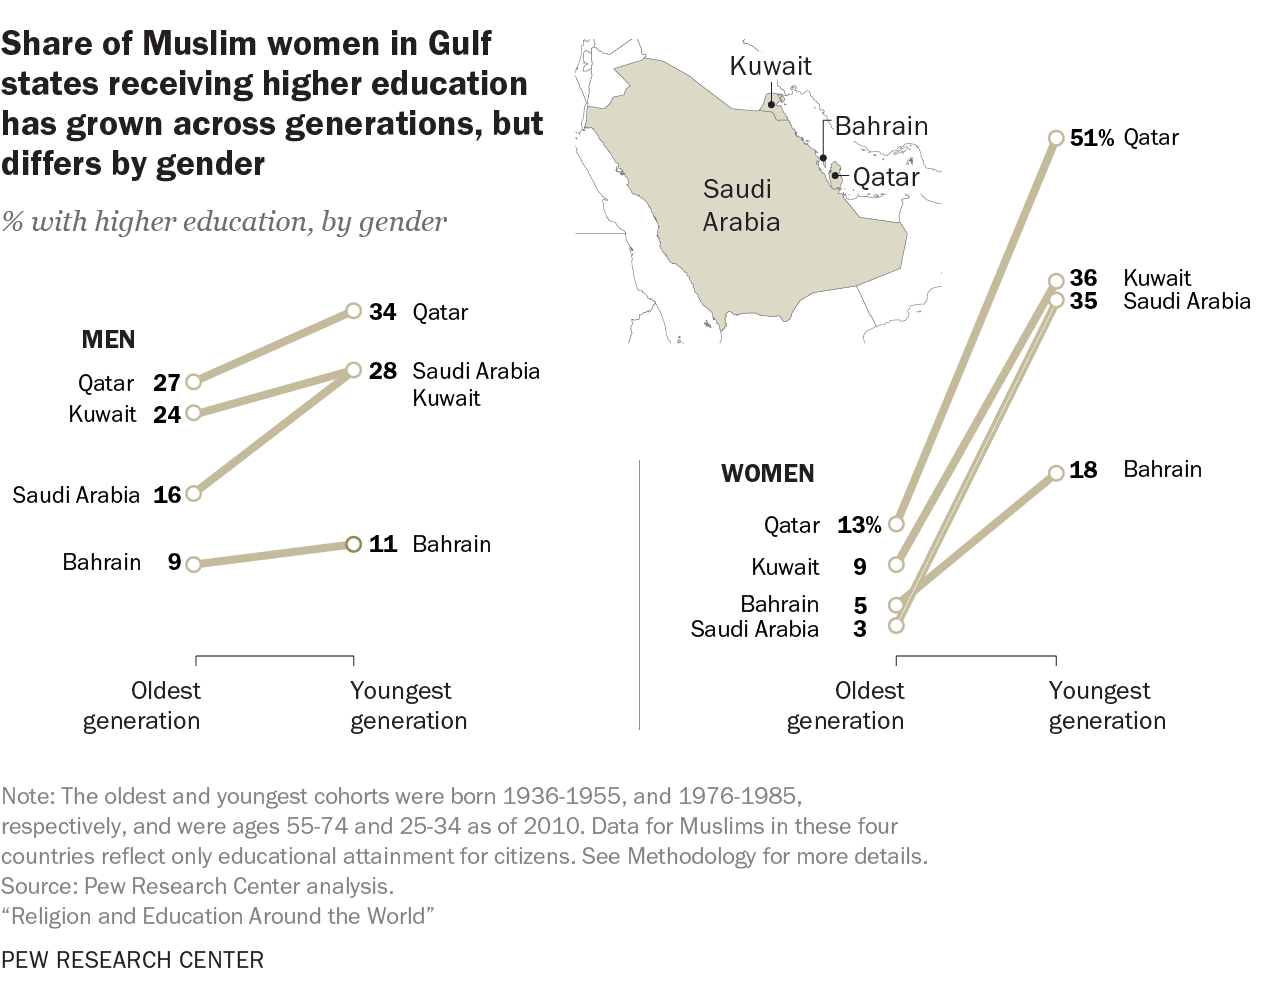 Share of Muslim women in Gulf
states receiving higher education
has grown across generations, but
differs by gender
% with higher education, by gender
Kuwait
Bahrain
Qatar
Saudi
Arabia
MEN
Qatar 27
Kuwait 24
Saudi Arabia 16
Bahrain 9
34 Qatar
28 Saudi Arabia
Kuwait
11 Bahrain
Oldest
generation
Youngest
generation
WOMEN
Qatar 13%
Kuwait 9
Bahrain 5
Saudi Arabia 3
51% Qatar
36 Kuwait
35 Saudi Arabia
18 Bahrain
Oldest
generation
Youngest
generation
Note: The oldest and youngest cohorts were born 1936-1955, and 1976-1985,
respectively, and were ages 55-74 and 25-34 as of 2010. Data for Muslims in these four
countries reflect only educational attainment for citizens. See Methodology for more details.
Source: Pew Research Center analysis.
“Religion and Education Around the World”
PEW RESEARCH CENTER